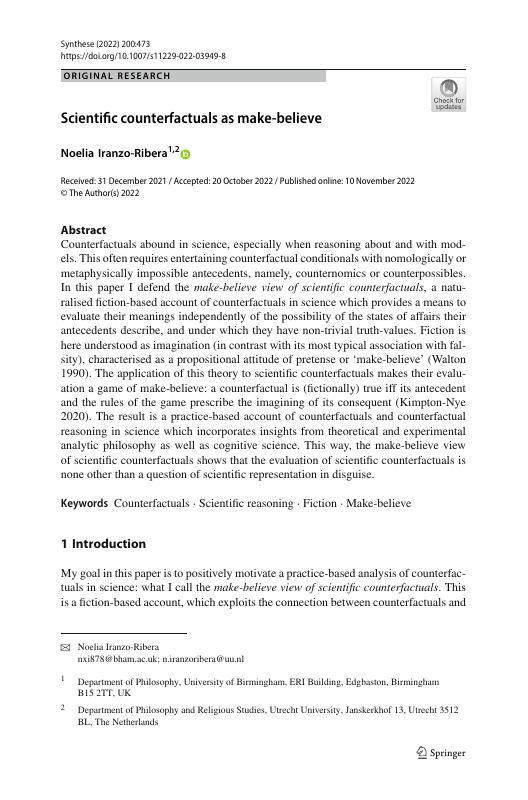 Synthese (2022) 200:473
https://doi.org/10.1007/s11229-022-03949-8
ORIGINAL RESEARCH
Check for
updates
Scientific counterfactuals as make-believe
Noelia Iranzo-Ribera1,2
Received: 31 December 2021 / Accepted: 20 October 2022 / Published online: 10 November 2022
© The Author(s) 2022
Abstract
Counterfactuals abound in science, especially when reasoning about and with mod-
els. This often requires entertaining counterfactual conditionals with nomologically or
metaphysically impossible antecedents, namely, counternomics or counterpossibles.
In this paper I defend the make-believe view of scientific counterfactuals, a natu-
ralised fiction-based account of counterfactuals in science which provides a means to
evaluate their meanings independently of the possibility of the states of affairs their
antecedents describe, and under which they have non-trivial truth-values. Fiction is
here understood as imagination (in contrast with its most typical association with fal-
sity), characterised as a propositional attitude of pretense or ‘make-believe’ (Walton
1990). The application of this theory to scientific counterfactuals makes their evalu-
ation a game of make-believe: a counterfactual is (fictionally) true iff its antecedent
and the rules of the game prescribe the imagining of its consequent (Kimpton-Nye
2020). The result is a practice-based account of counterfactuals and counterfactual
reasoning in science which incorporates insights from theoretical and experimental
analytic philosophy as well as cognitive science. This way, the make-believe view
of scientific counterfactuals shows that the evaluation of scientific counterfactuals is
none other than a question of scientific representation in disguise.
Keywords Counterfactuals · Scientific reasoning · Fiction · Make-believe
1 Introduction
My goal in this paper is to positively motivate a practice-based analysis of counterfac-
tuals in science: what I call the make-believe view of scientific counterfactuals. This
is a fiction-based account, which exploits the connection between counterfactuals and
Noelia Iranzo-Ribera
nxi878@bham.ac.uk; n.iranzoribera@uu.nl
1 Department of Philosophy, University of Birmingham, ERI Building, Edgbaston, Birmingham
B15 2TT, UK
2 Department of Philosophy and Religious Studies, Utrecht University, Janskerkhof 13, Utrecht 3512
BL, The Netherlands
Springer